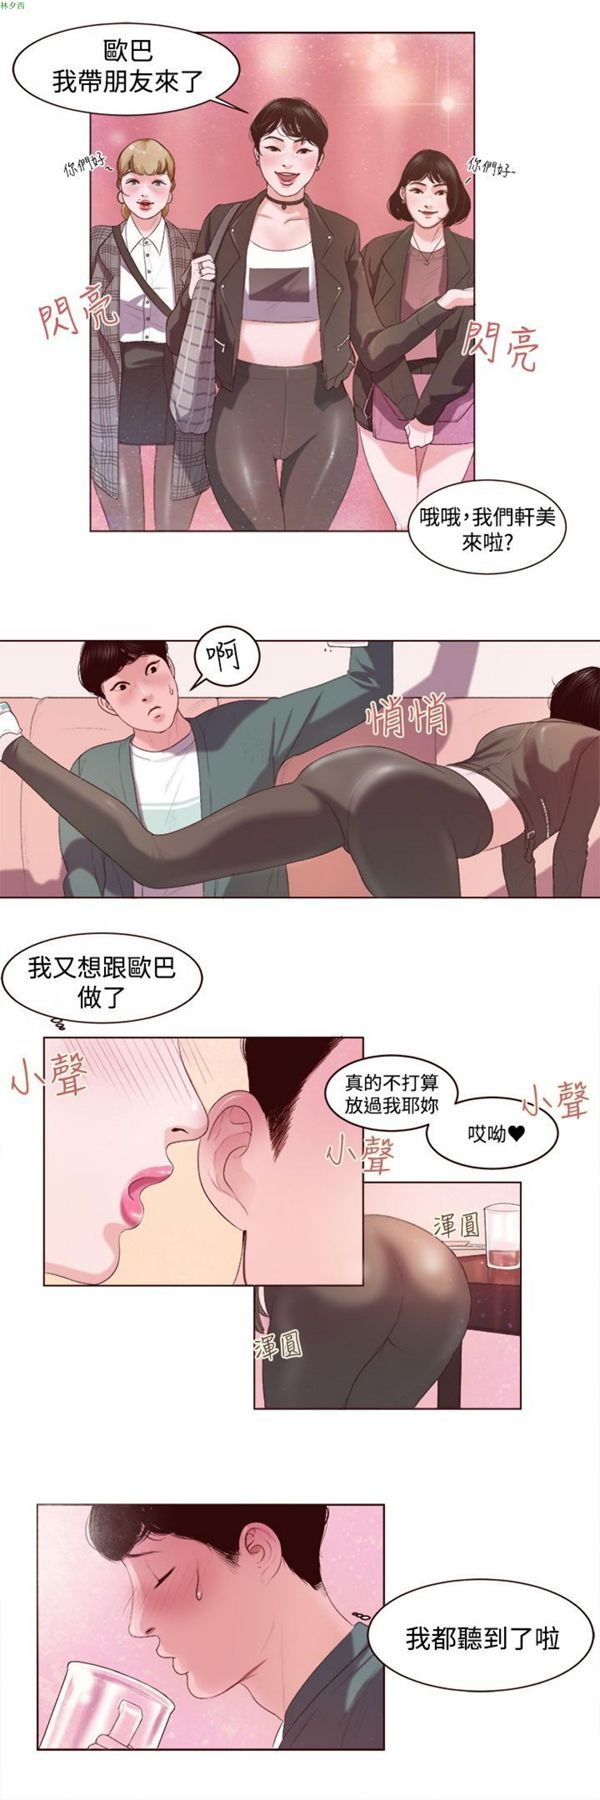 林夕西
歐巴
我帶朋友來了
你們好~
你們好~
閃亮
閃亮
哦哦，我們軒美
來啦?
啊
悄悄
我又想跟歐巴
做了
小聲
真的不打算
放過我耶妳
小聲
哎呦♥
小聲
渾圓
渾圓
我都聽到了啦